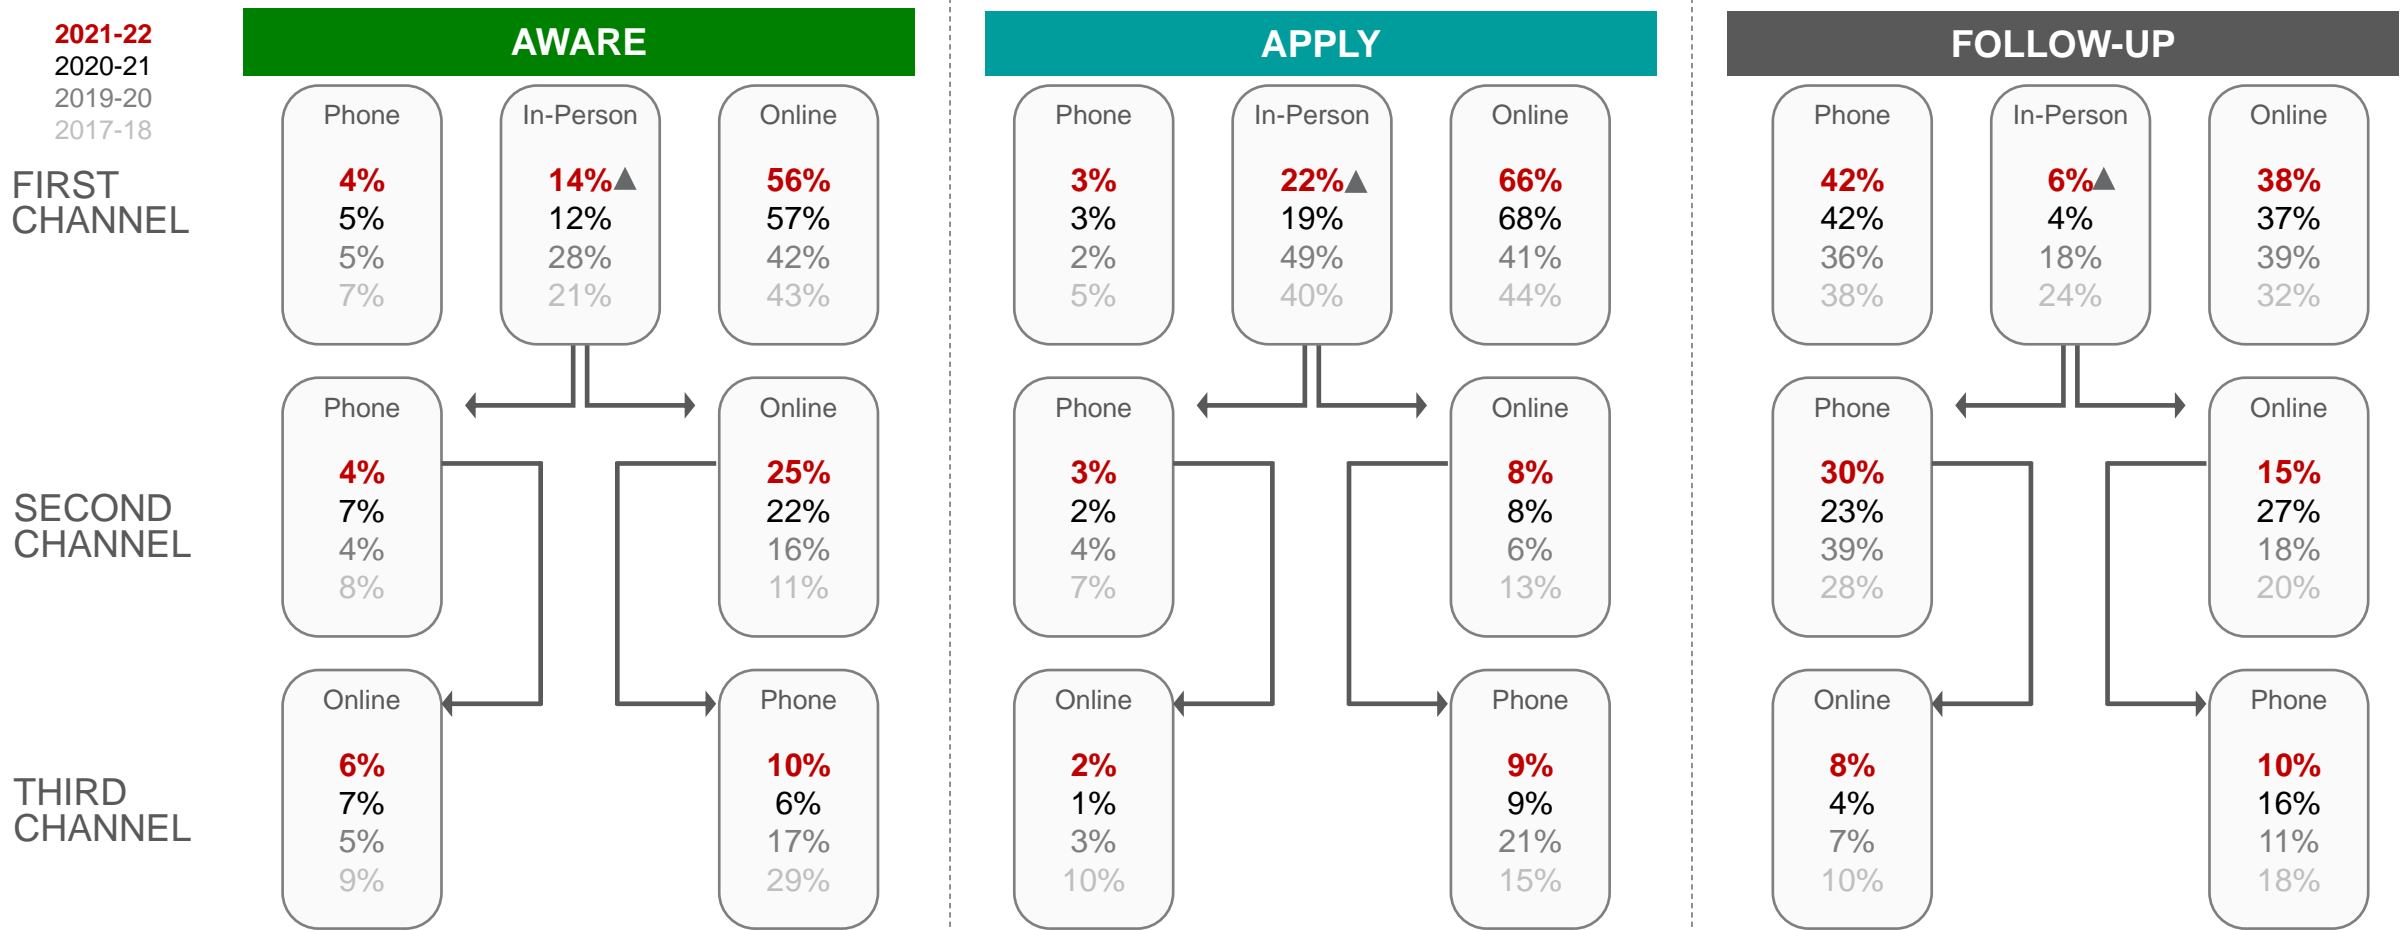 2021-22
2020-21
2019-20
2017-18
AWARE
APPLY
FOLLOW-UP
FIRST
CHANNEL
Phone
4%
5%
5%
7%
In-Person
14%▲
12%
28%
21%
Online
56%
57%
42%
43%
Phone
3%
3%
2%
5%
In-Person
22%▲
19%
49%
40%
Online
66%
68%
41%
44%
Phone
42%
42%
36%
38%
In-Person
6%▲
4%
18%
24%
Online
38%
37%
39%
32%
SECOND
CHANNEL
Phone
4%
7%
4%
8%
Online
25%
22%
16%
11%
Phone
3%
2%
4%
7%
Online
8%
8%
6%
13%
Phone
30%
23%
39%
28%
Online
15%
27%
18%
20%
THIRD
CHANNEL
Online
6%
7%
5%
9%
Phone
10%
6%
17%
29%
Online
2%
1%
3%
10%
Phone
9%
9%
21%
15%
Online
8%
4%
7%
10%
Phone
10%
16%
11%
18%